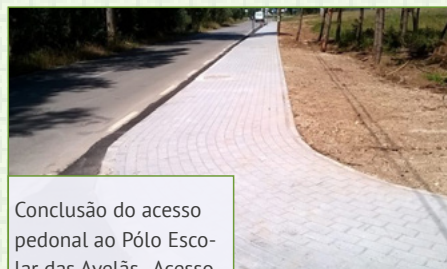 Conclusão do acesso
pedonal ao Pólo Esco-
lar das Avelãs. Acesso